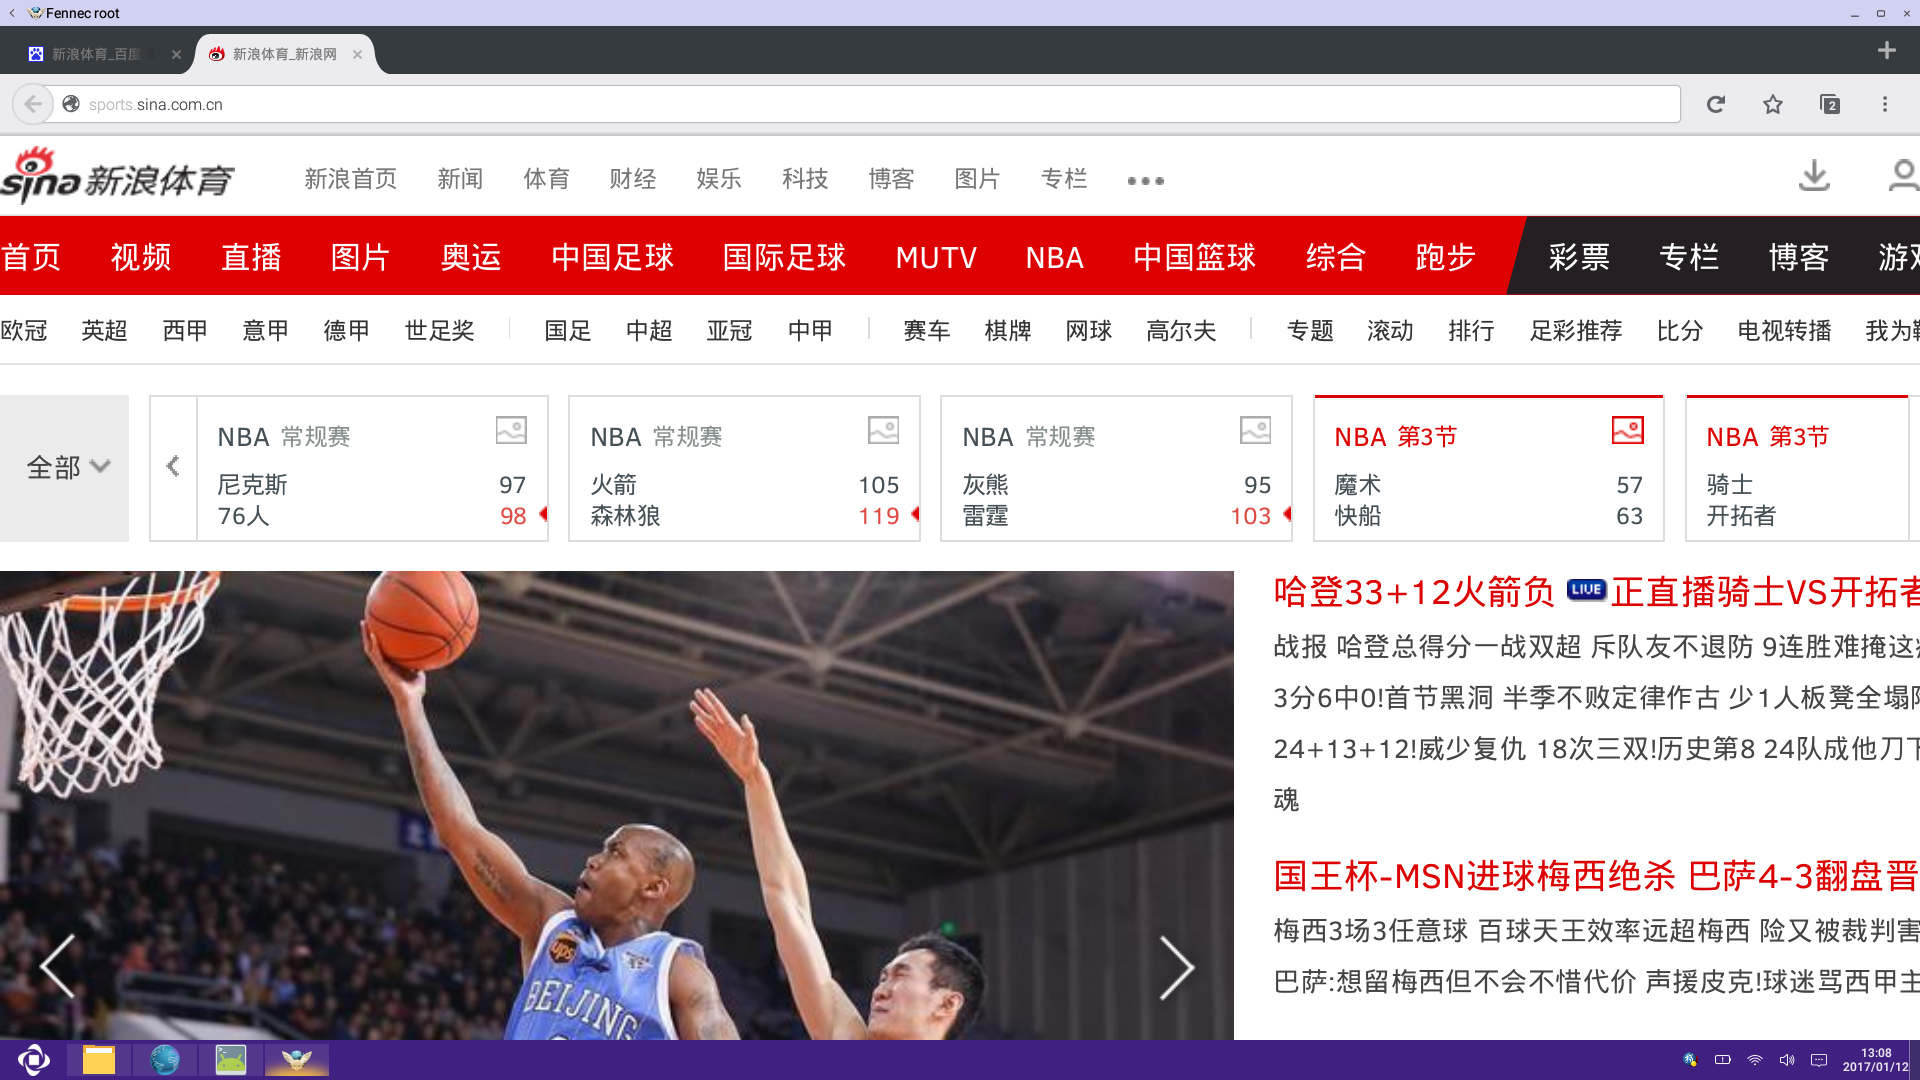 Fennec root
新浪体育_百度
新浪体育_新浪网
sports.sina.com.cn
2
sina 新浪体育
新浪首页 新闻 体育 财经 娱乐 科技 博客 图片 专栏
首页 视频 直播 图片 奥运 中国足球 国际足球 MUTV NBA 中国篮球 综合 跑步 彩票 专栏 博客 游戏
欧冠 英超 西甲 意甲 德甲 世足奖 国足 中超 亚冠 中甲 赛车 棋牌 网球 高尔夫 专题 滚动 排行 足彩推荐 比分 电视转播 我为
全部
NBA 常规赛
尼克斯 97
76人 98
NBA 常规赛
火箭 105
森林狼 119
NBA 常规赛
灰熊 95
雷霆 103
NBA 第3节
魔术 57
快船 63
NBA 第3节
骑士
开拓者
哈登33+12火箭负 LIVE 正直播骑士VS开拓者
战报 哈登总得分一战双超 斥队友不退防 9连胜难掩这
3分6中0!首节黑洞 半季不败定律作古 少1人板凳全塌
24+13+12!威少复仇 18次三双!历史第8 24队成他刀下
魂
国王杯-MSN进球梅西绝杀 巴萨4-3翻盘晋
梅西3场3任意球 百球天王效率远超梅西 险又被裁判害
巴萨:想留梅西但不会不惜代价 声援皮克!球迷骂西甲主
ups
BEIJING
13:08
2017/01/12